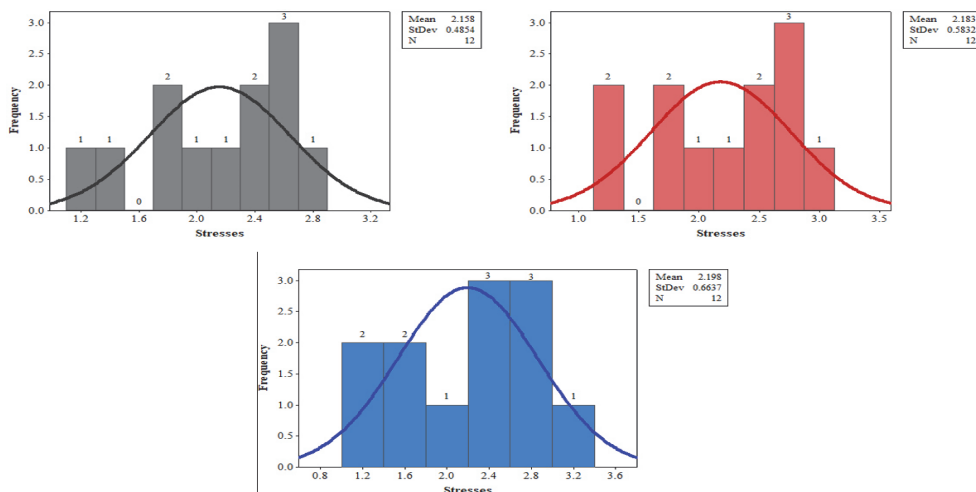 Mean 2.158
StDev 0.4854
N 12
3
3.0
2.5
2 2
2.0
1.5
1 1 1 1 1
1.0
0.5
0
0.0
1.2 1.6 2.0 2.4 2.8 3.2
Frequency
Stresses
Mean 2.183
StDev 0.5832
N 12
3
3.0
2.5
2 2 2
2.0
1.5
1 1 1
1.0
0.5
0
0.0
1.0 1.5 2.0 2.5 3.0 3.5
Frequency
Stresses
Mean 2.198
StDev 0.6637
N 12
3 3
3.0
2.5
2 2
2.0
1.5
1 1
1.0
0.5
0.0
0.8 1.2 1.6 2.0 2.4 2.8 3.2 3.6
Frequency
Stresses